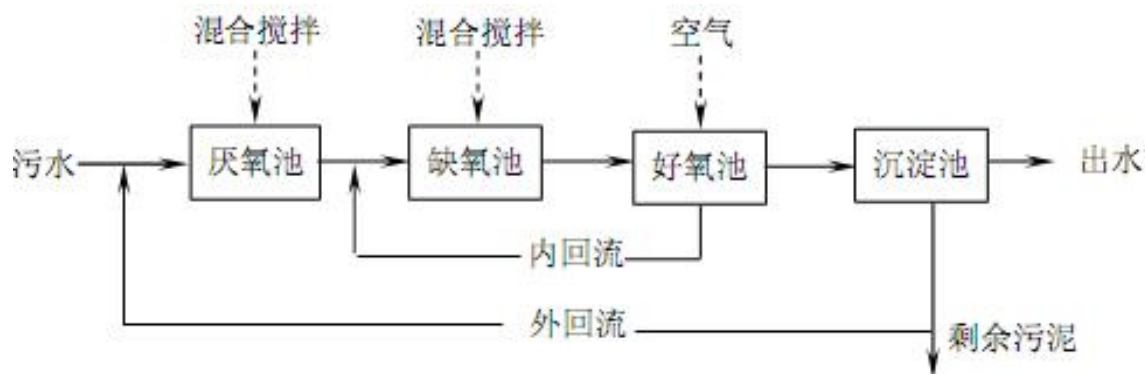 混合搅拌
混合搅拌
空气
污水
厌氧池
缺氧池
好氧池
沉淀池
出水
内回流
外回流
剩余污泥